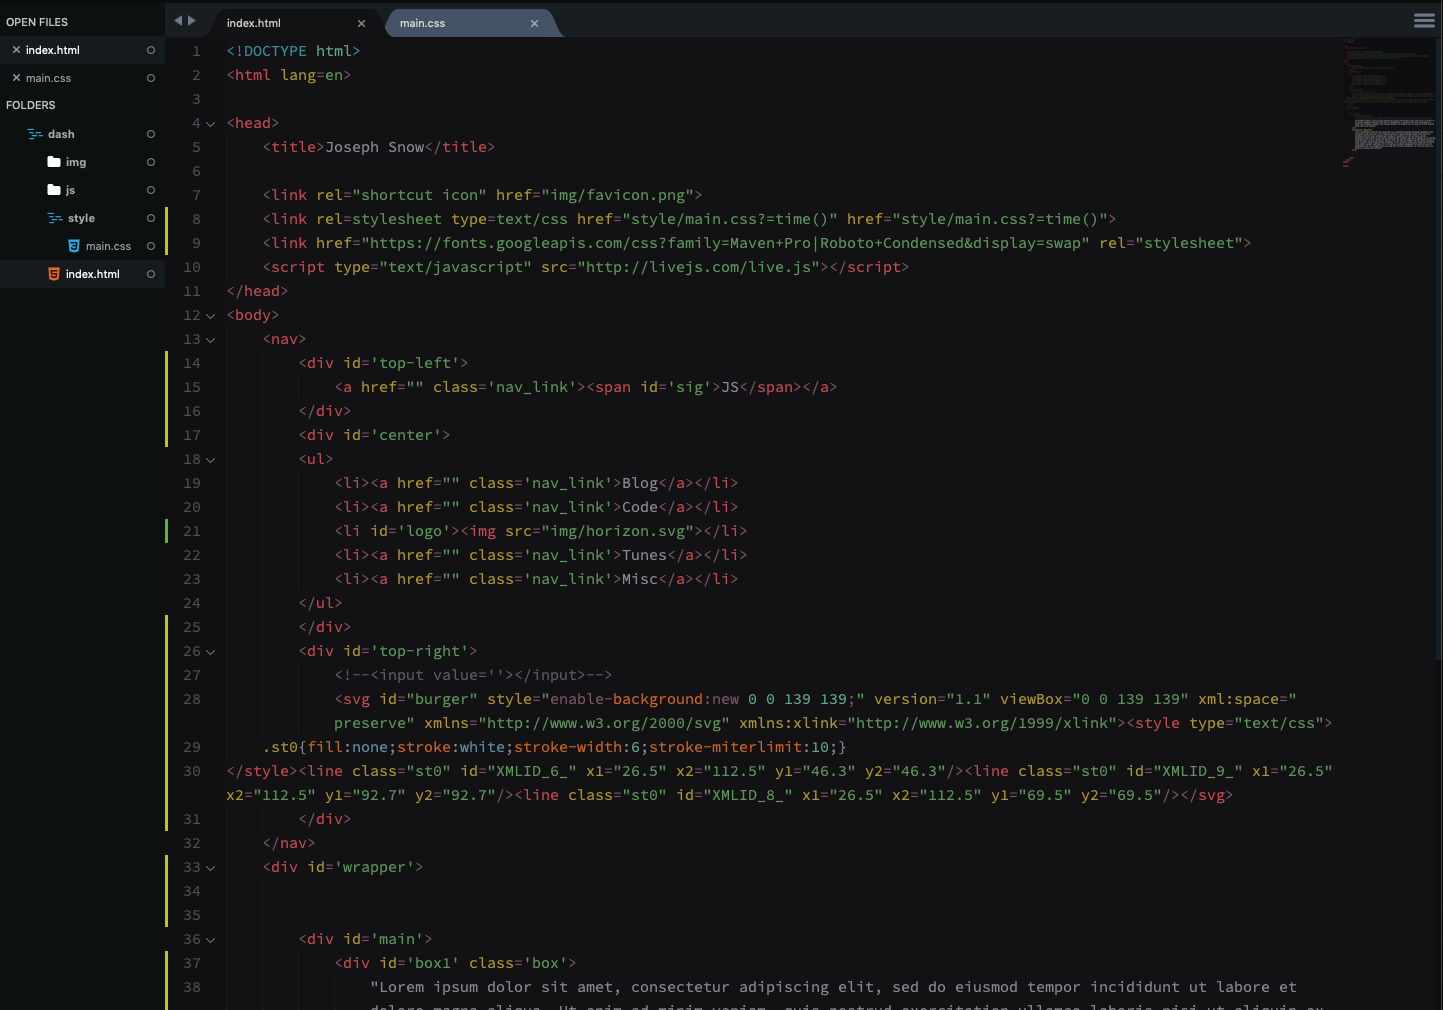 OPEN FILES
index.html
main.css
FOLDERS
dash
img
js
style
main.css
index.html
index.html
main.css
1 <!DOCTYPE html>
2 <html lang=en>
3
4 <head>
5 <title>Joseph Snow</title>
6
7 <link rel="shortcut icon" href="img/favicon.png">
8 <link rel=stylesheet type=text/css href="style/main.css?=time()" href="style/main.css?=time()">
9 <link href="https://fonts.googleapis.com/css?family=Maven+Pro|Roboto+Condensed&display=swap" rel="stylesheet">
10 <script type="text/javascript" src="http://livejs.com/live.js"></script>
11 </head>
12 <body>
13 <nav>
14 <div id='top-left'>
15 <a href="" class='nav_link'><span id='sig'>JS</span></a>
16 </div>
17 <div id='center'>
18 <ul>
19 <li><a href="" class='nav_link'>Blog</a></li>
20 <li><a href="" class='nav_link'>Code</a></li>
21 <li id='logo'><img src="img/horizon.svg"></li>
22 <li><a href="" class='nav_link'>Tunes</a></li>
23 <li><a href="" class='nav_link'>Misc</a></li>
24 </ul>
25 </div>
26 <div id='top-right'>
27 <!--<input value=''></input>-->
28 <svg id="burger" style="enable-background:new 0 0 139 139;" version="1.1" viewBox="0 0 139 139" xml:space="
preserve" xmlns="http://www.w3.org/2000/svg" xmlns:xlink="http://www.w3.org/1999/xlink"><style type="text/css">
29 .st0{fill:none;stroke:white;stroke-width:6;stroke-miterlimit:10;}
30 </style><line class="st0" id="XMLID_6_" x1="26.5" x2="112.5" y1="46.3" y2="46.3"/><line class="st0" id="XMLID_9_" x1="26.5"
x2="112.5" y1="92.7" y2="92.7"/><line class="st0" id="XMLID_8_" x1="26.5" x2="112.5" y1="69.5" y2="69.5"/></svg>
31 </div>
32 </nav>
33 <div id='wrapper'>
34
35
36 <div id='main'>
37 <div id='box1' class='box'>
38 "Lorem ipsum dolor sit amet, consectetur adipiscing elit, sed do eiusmod tempor incididunt ut labore et